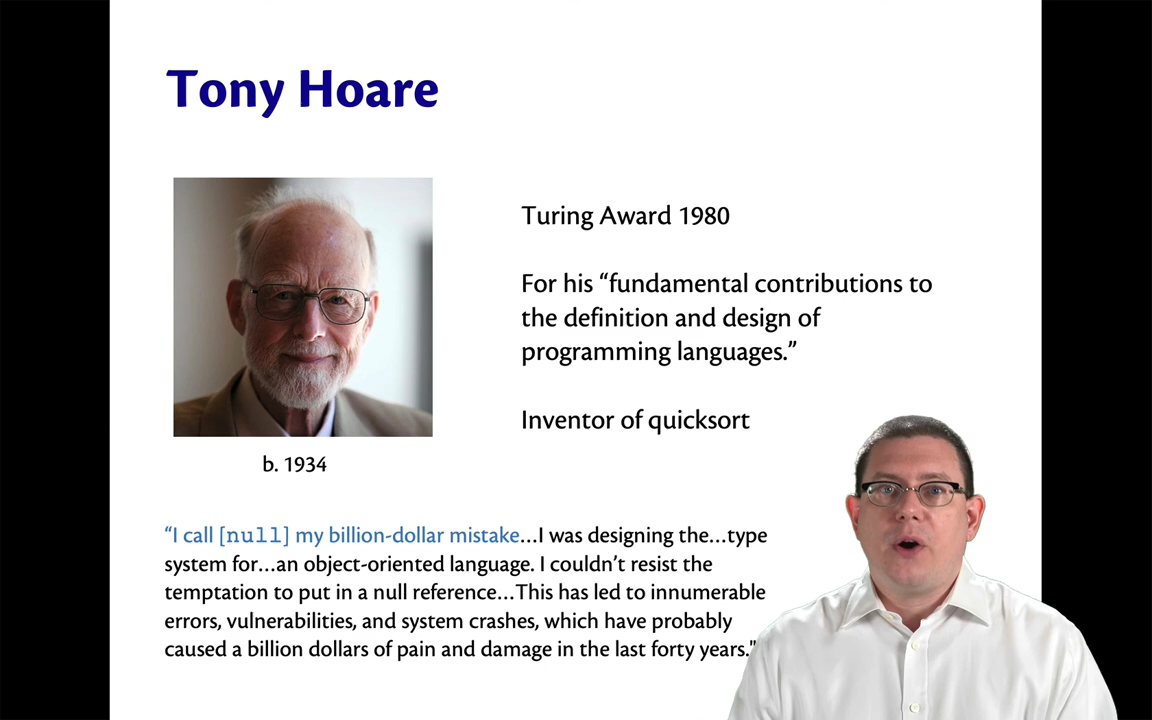 Tony Hoare
Turing Award 1980
For his “fundamental contributions to
the definition and design of
programming languages.”
Inventor of quicksort
b. 1934
“I call [null] my billion-dollar mistake…I was designing the…type
system for…an object-oriented language. I couldn’t resist the
temptation to put in a null reference…This has led to innumerable
errors, vulnerabilities, and system crashes, which have probably
caused a billion dollars of pain and damage in the last forty years."